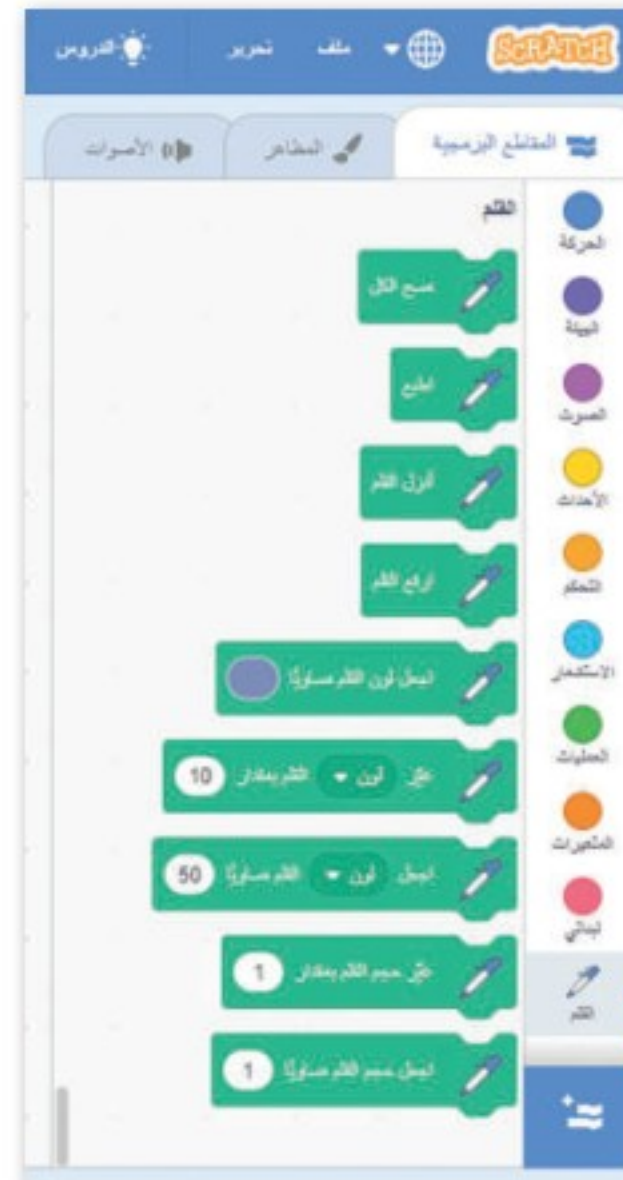 SCRATCH ملف تحرير الدروس
المقاطع البرمجية المظاهر الأصوات
الحركة
الهيئة
الصوت
الأحداث
التحكم
الاستشعار
العمليات
المتغيرات
لبناتي
القلم
القلم
مسح الكل
اطبع
أنزل القلم
ارفع القلم
اجعل لون القلم مساويًا
غيّر لون القلم بمقدار 10
اجعل لون القلم مساويًا 50
غيّر حجم القلم بمقدار 1
اجعل حجم القلم مساويًا 1